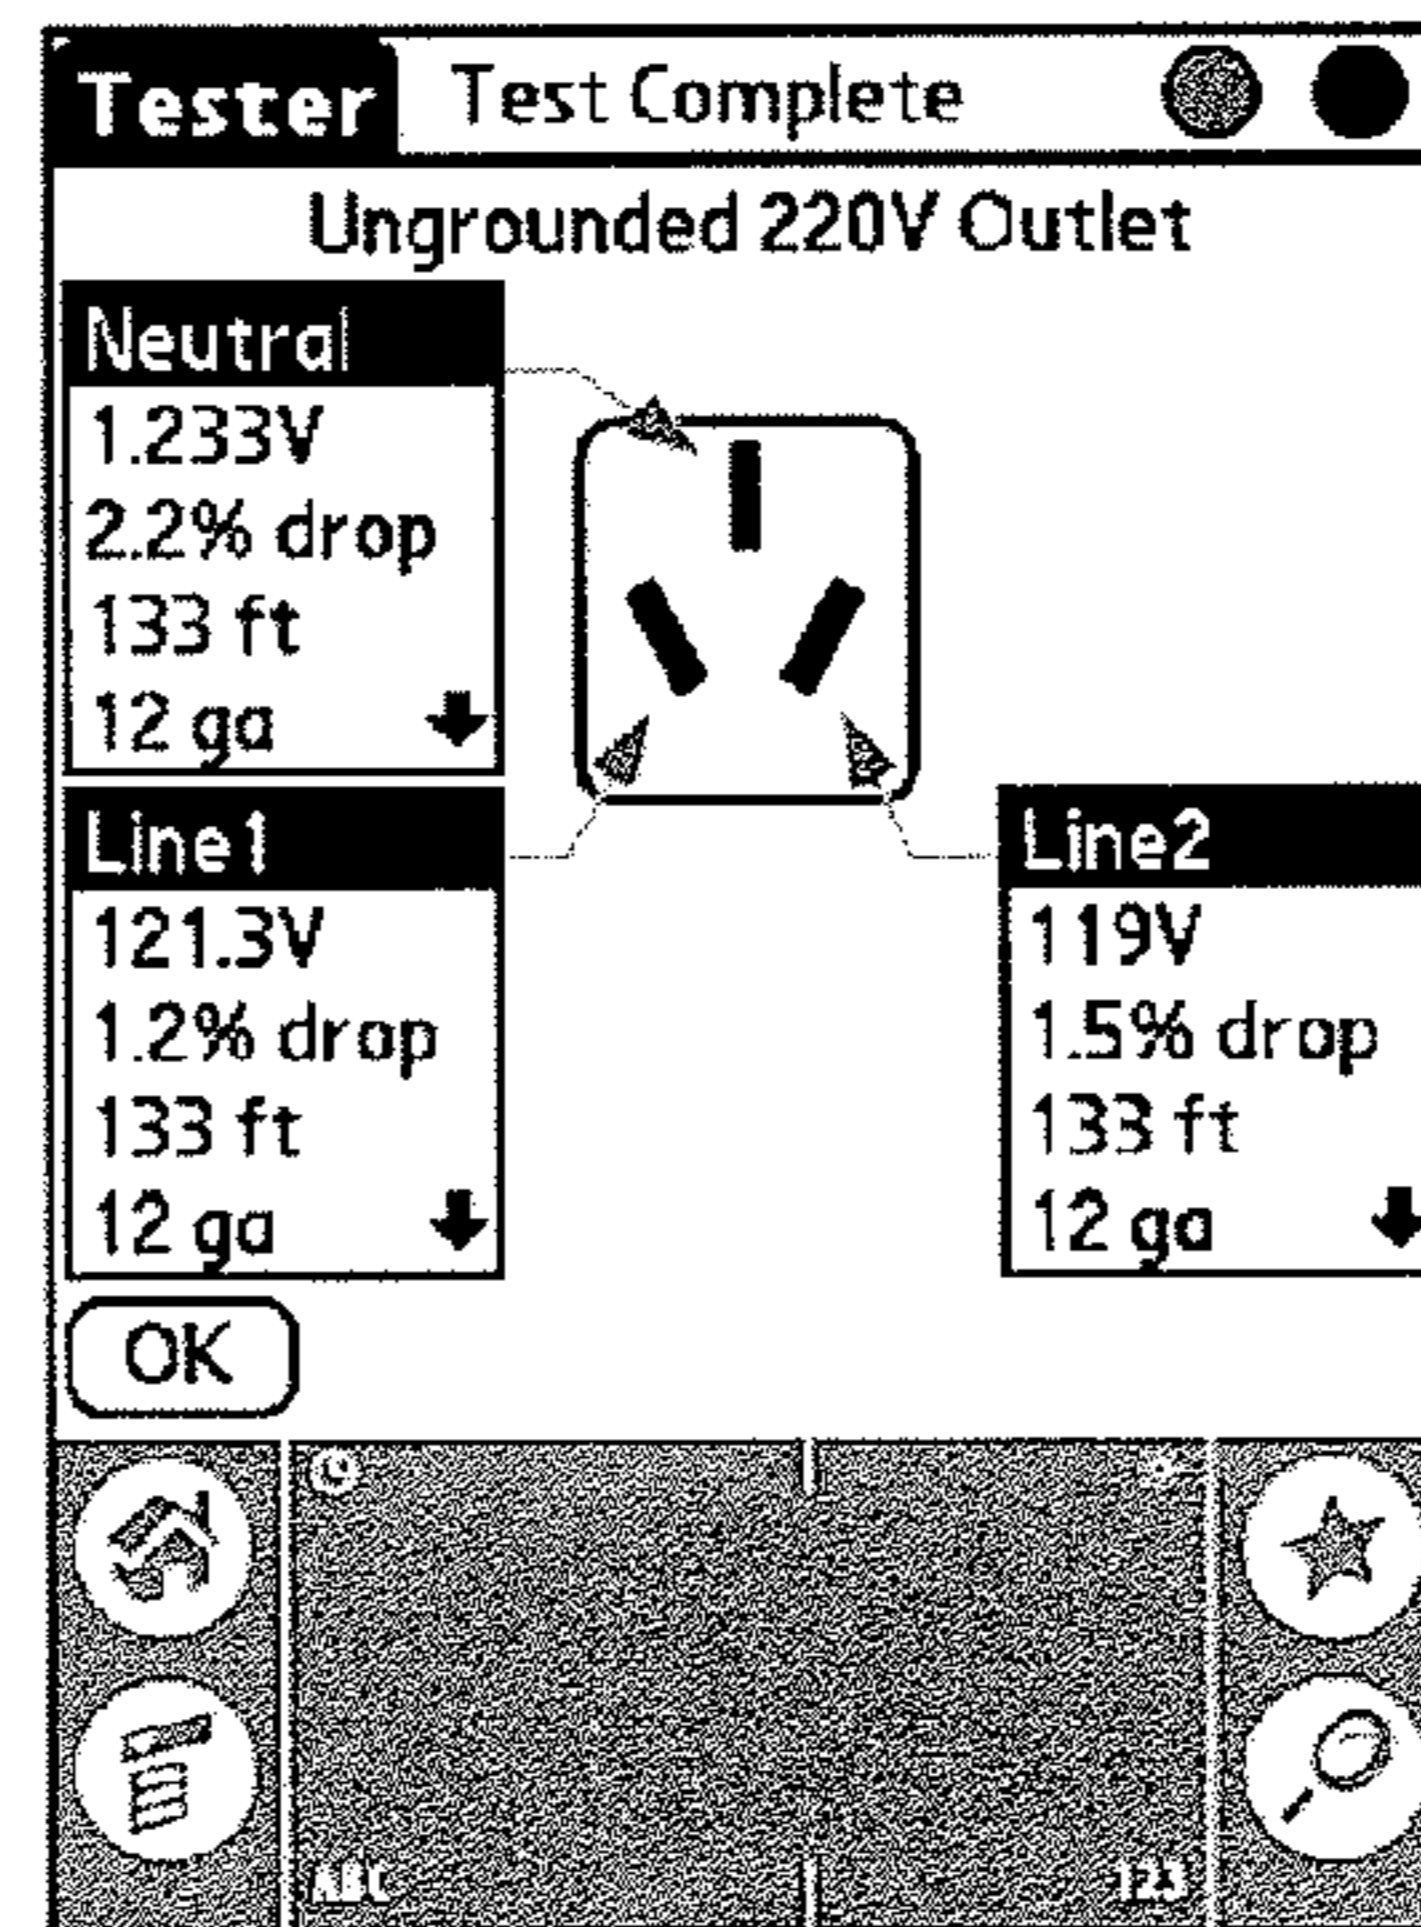 Tester Test Complete
Ungrounded 220V Outlet
Neutral
1.233V
2.2% drop
133 ft
12 ga
Line1
121.3V
1.2% drop
133 ft
12 ga
Line2
119V
1.5% drop
133 ft
12 ga
OK
ABC 123